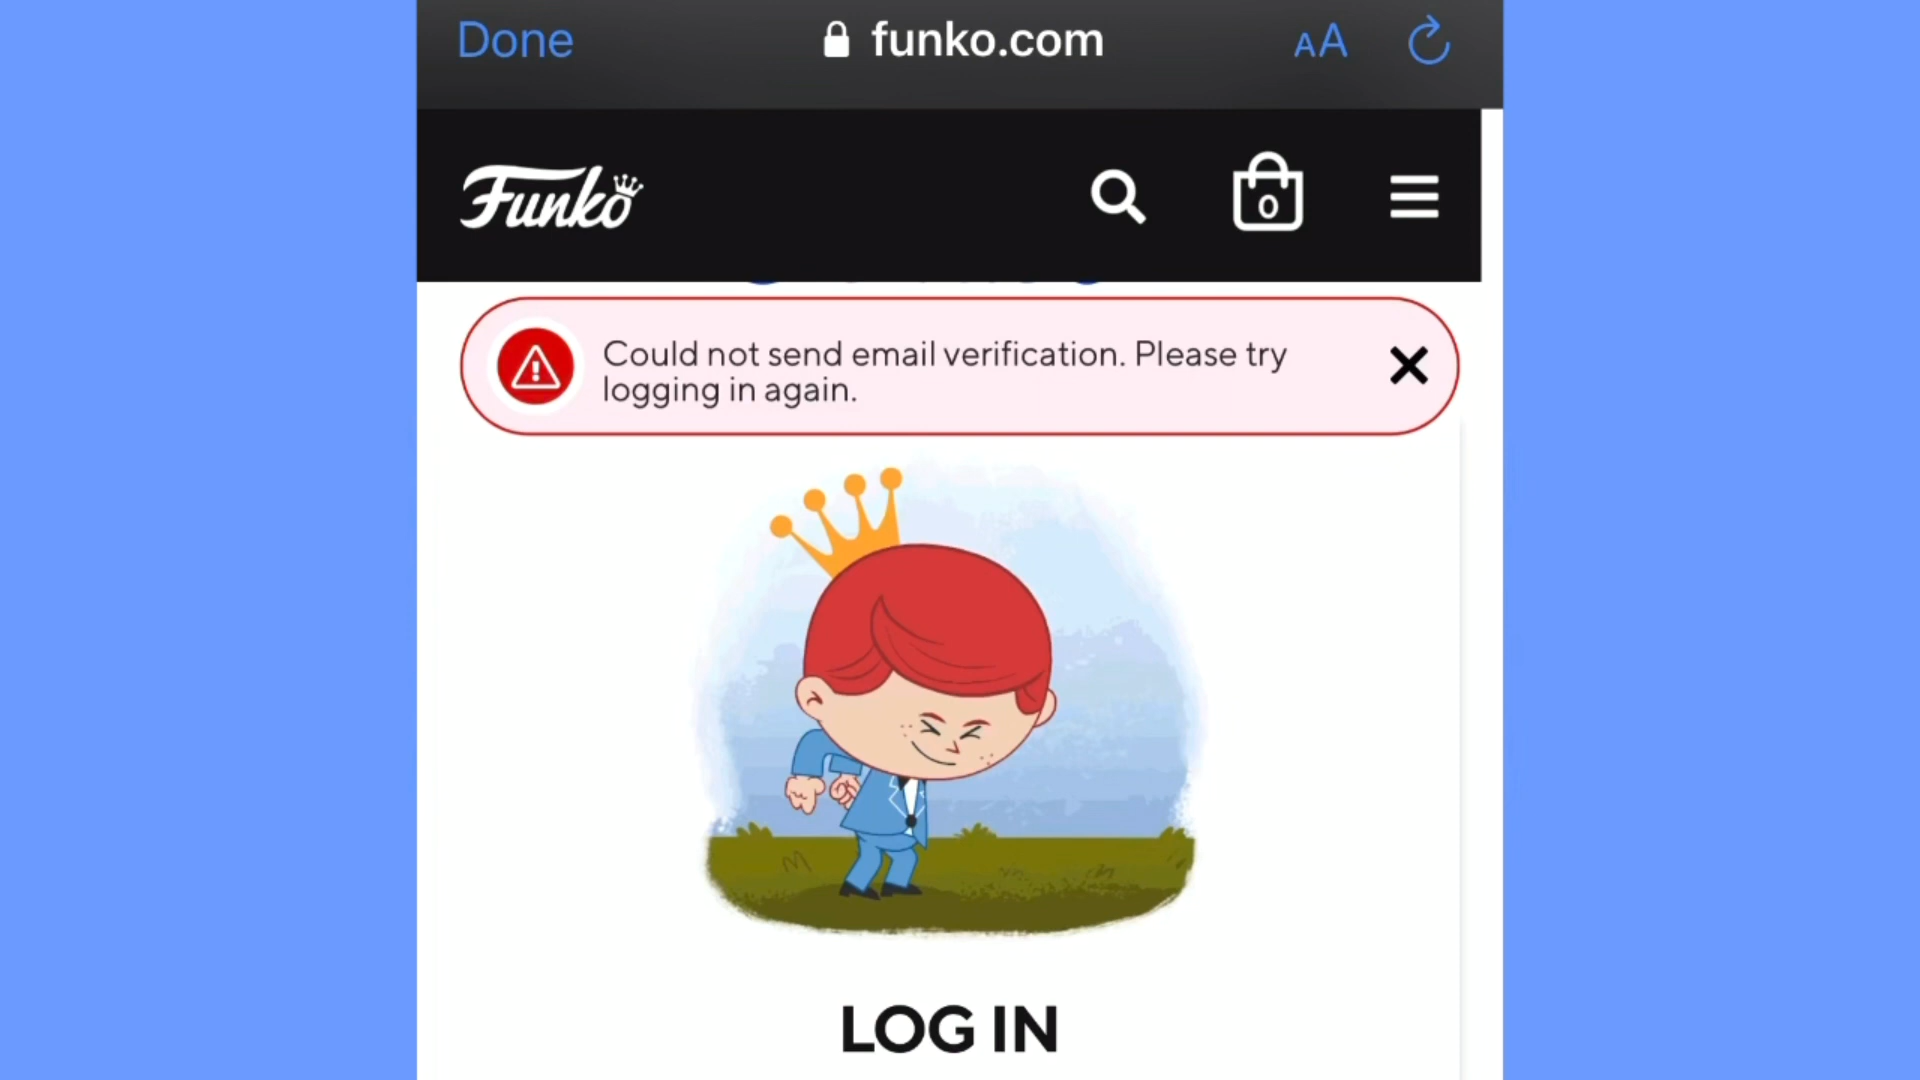 Done
funko.com
AA
Funko
0
Could not send email verification. Please try
logging in again.
LOG IN